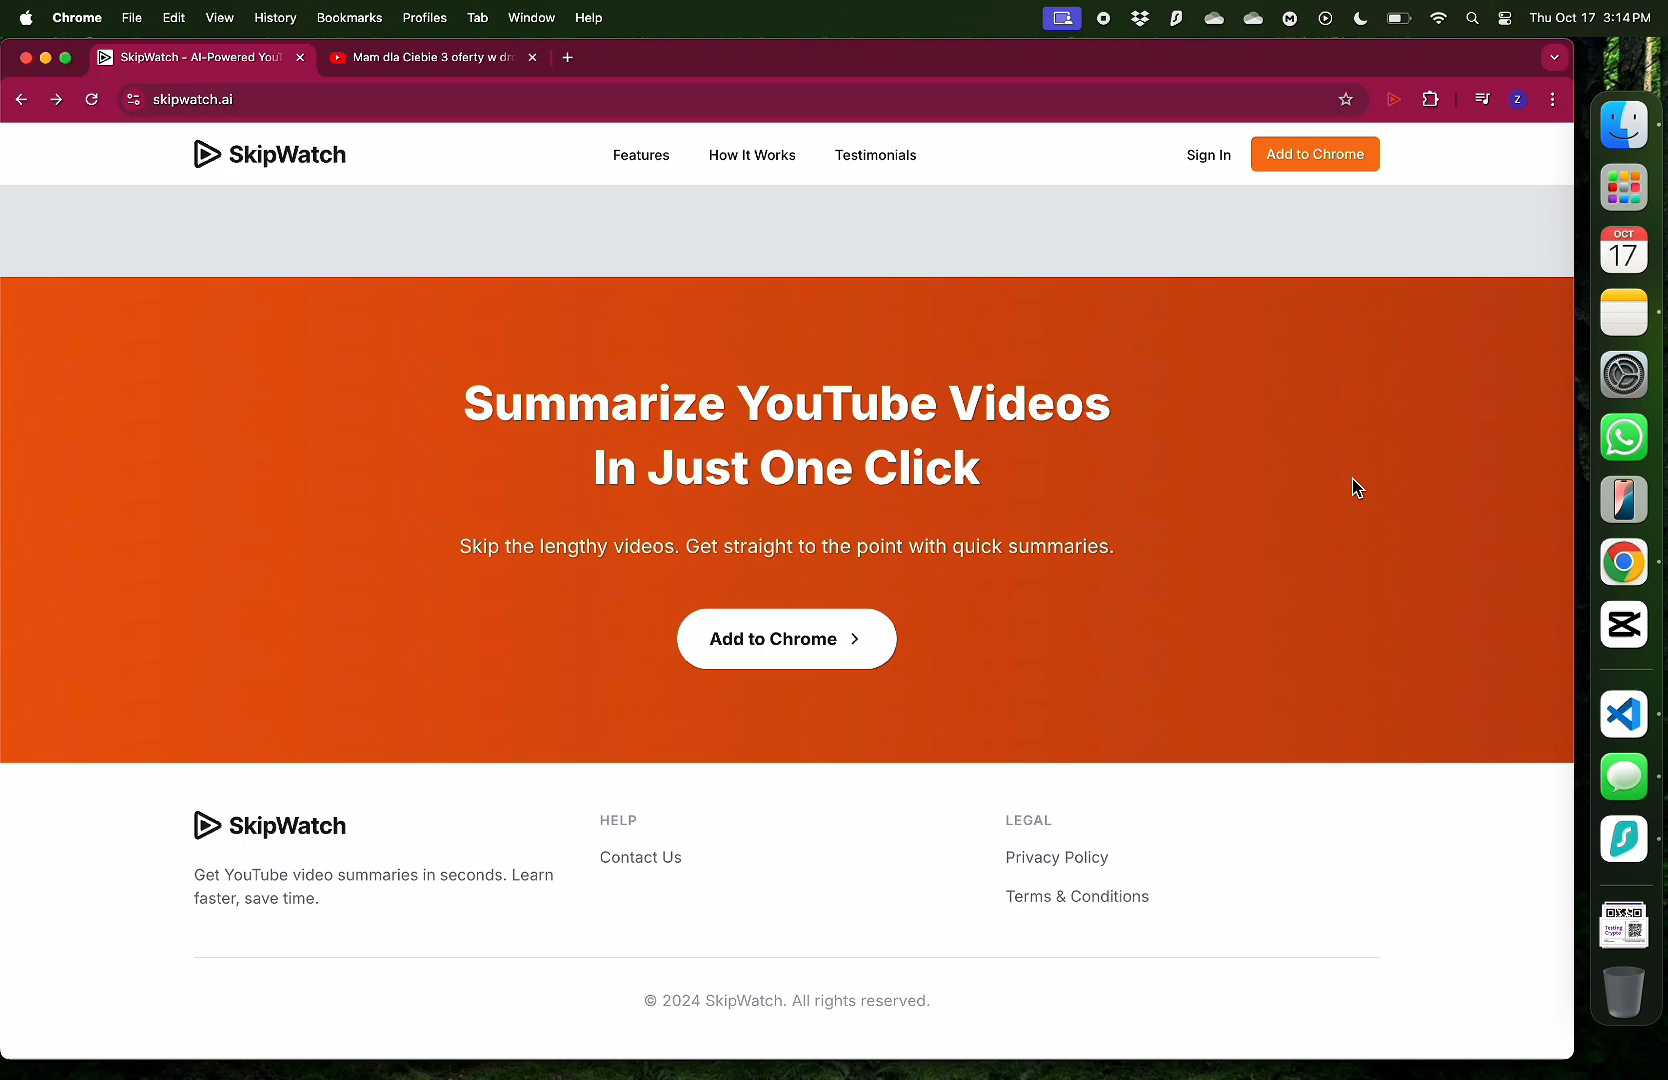 Chrome File Edit View History Bookmarks Profiles Tab Window Help
Thu Oct 17 3:14 PM
SkipWatch - AI-Powered You
Mam dla Ciebie 3 oferty w dro
skipwatch.ai
Z
SkipWatch
Features How It Works Testimonials
Sign In Add to Chrome
OCT
17
Summarize YouTube Videos
In Just One Click
Skip the lengthy videos. Get straight to the point with quick summaries.
Add to Chrome
SkipWatch
Get YouTube video summaries in seconds. Learn
faster, save time.
HELP
Contact Us
LEGAL
Privacy Policy
Terms & Conditions
Testing
Crypto
© 2024 SkipWatch. All rights reserved.